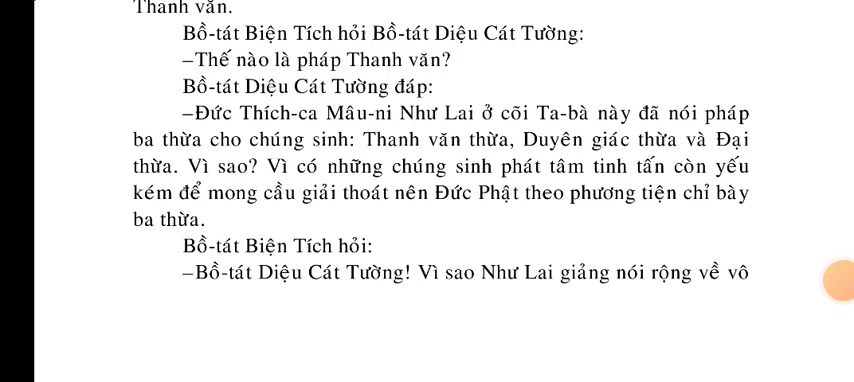 Thanh văn.
Bồ-tát Biện Tích hỏi Bồ-tát Diệu Cát Tường:
–Thế nào là pháp Thanh văn?
Bồ-tát Diệu Cát Tường đáp:
–Đức Thích-ca Mâu-ni Như Lai ở cõi Ta-bà này đã nói pháp
ba thừa cho chúng sinh: Thanh văn thừa, Duyên giác thừa và Đại
thừa. Vì sao? Vì có những chúng sinh phát tâm tinh tấn còn yếu
kém để mong cầu giải thoát nên Đức Phật theo phương tiện chỉ bày
ba thừa.
Bồ-tát Biện Tích hỏi:
–Bồ-tát Diệu Cát Tường! Vì sao Như Lai giảng nói rộng về vô